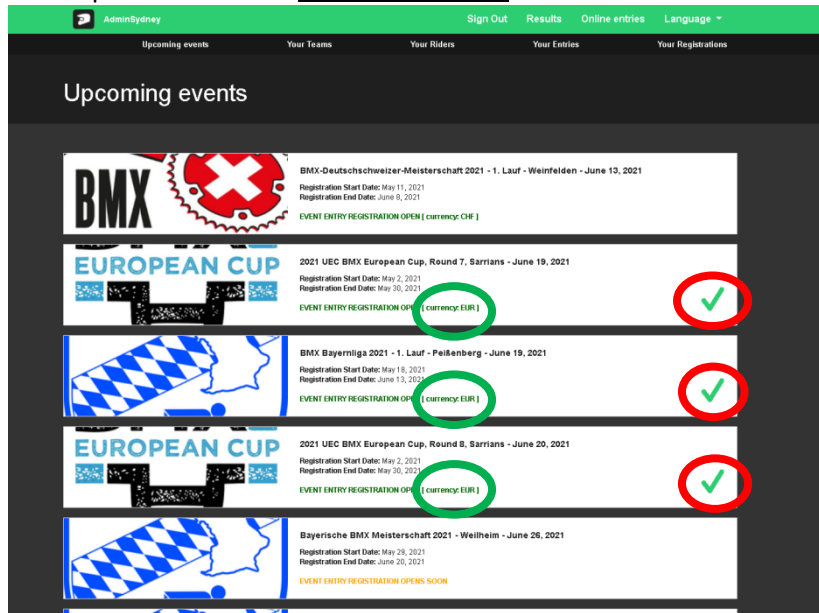 AdminSydney
Sign Out Results Online entries Language
Upcoming events Your Teams Your Riders Your Entries Your Registrations
Upcoming events
BMX
BMX-Deutschschweizer-Meisterschaft 2021 - 1. Lauf - Weinfelden - June 13, 2021
Registration Start Date: May 11, 2021
Registration End Date: June 8, 2021
EVENT ENTRY REGISTRATION OPEN [ currency: CHF ]
EUROPEAN CUP
2021 UEC BMX European Cup, Round 7, Sarrians - June 19, 2021
Registration Start Date: May 2, 2021
Registration End Date: May 30, 2021
EVENT ENTRY REGISTRATION OPEN [ currency: EUR ]
BMX Bayernliga 2021 - 1. Lauf - Peißenberg - June 19, 2021
Registration Start Date: May 18, 2021
Registration End Date: June 13, 2021
EVENT ENTRY REGISTRATION OPEN [ currency: EUR ]
EUROPEAN CUP
2021 UEC BMX European Cup, Round 8, Sarrians - June 20, 2021
Registration Start Date: May 2, 2021
Registration End Date: May 30, 2021
EVENT ENTRY REGISTRATION OPEN [ currency: EUR ]
Bayerische BMX Meisterschaft 2021 - Weilheim - June 26, 2021
Registration Start Date: May 29, 2021
Registration End Date: June 20, 2021
EVENT ENTRY REGISTRATION OPENS SOON